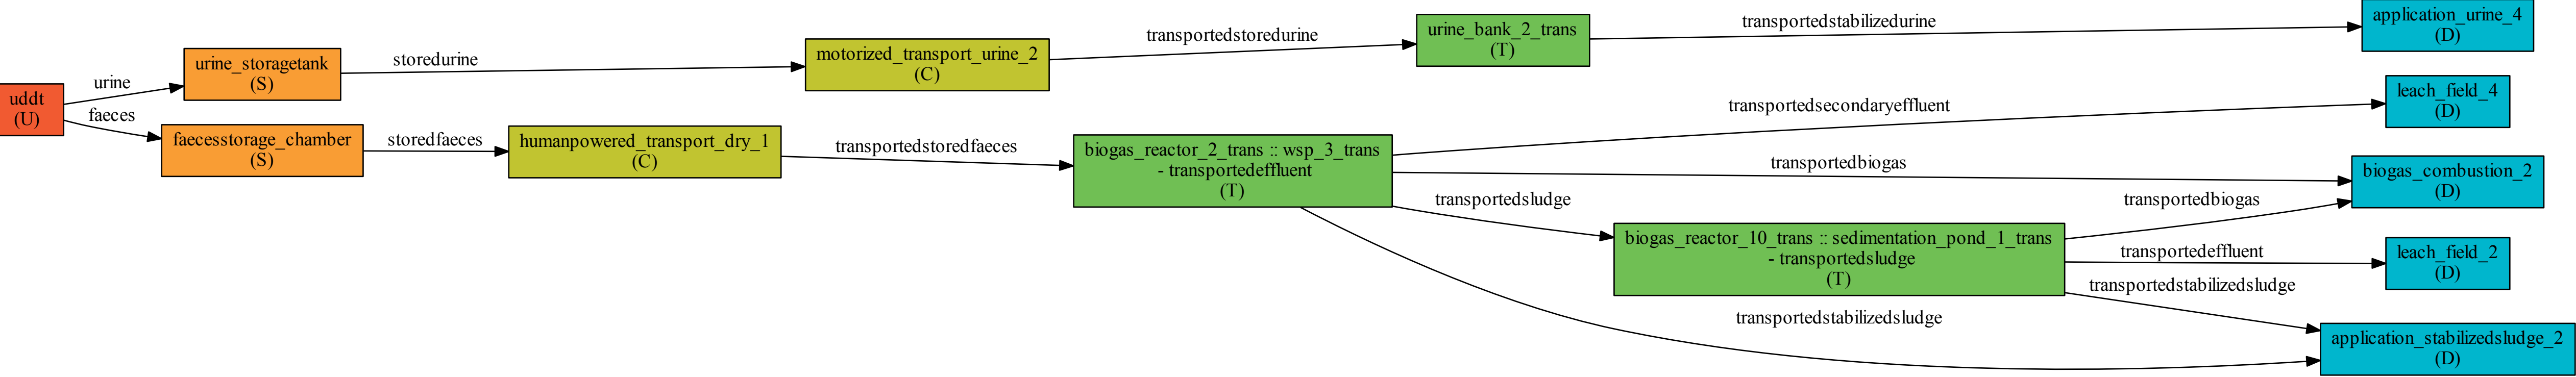 uddt
(U)
urine
faeces
urine_storagetank
(S)
faecesstorage_chamber
(S)
storedurine
storedfaeces
humanpowered_transport_dry_1
(C)
motorized_transport_urine_2
(C)
transportedstoredurine
transportedstoredfaeces
biogas_reactor_2_trans :: wsp_3_trans
- transportedeffluent
(T)
urine_bank_2_trans
(T)
transportedstabilizedurine
transportedsecondaryeffluent
transportedbiogas
transportedsludge
biogas_reactor_10_trans :: sedimentation_pond_1_trans
- transportedsludge
(T)
transportedbiogas
transportedeffluent
transportedstabilizedsludge
transportedstabilizedsludge
application_urine_4
(D)
leach_field_4
(D)
biogas_combustion_2
(D)
leach_field_2
(D)
application_stabilizedsludge_2
(D)